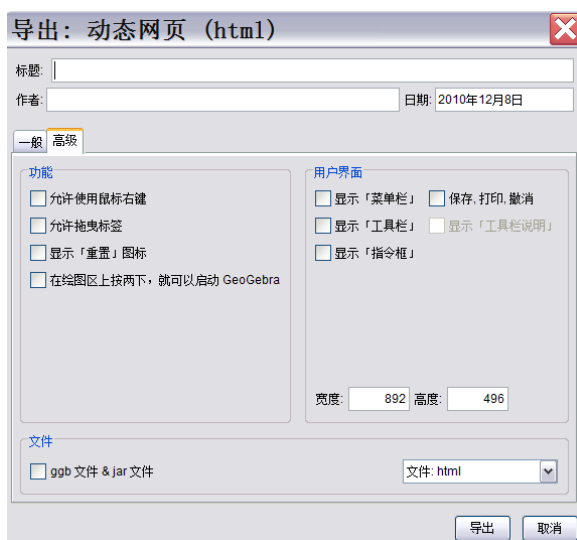 导出: 动态网页 (html)
标题:
作者:
日期: 2010年12月8日
一般 高级
功能
允许使用鼠标右键
允许拖曳标签
显示「重置」图标
在绘图区上按两下，就可以启动 GeoGebra
用户界面
显示「菜单栏」 保存, 打印, 撤消
显示「工具栏」 显示「工具栏说明」
显示「指令框」
宽度: 892 高度: 496
文件
ggb 文件 & jar 文件 文件: html
导出 取消